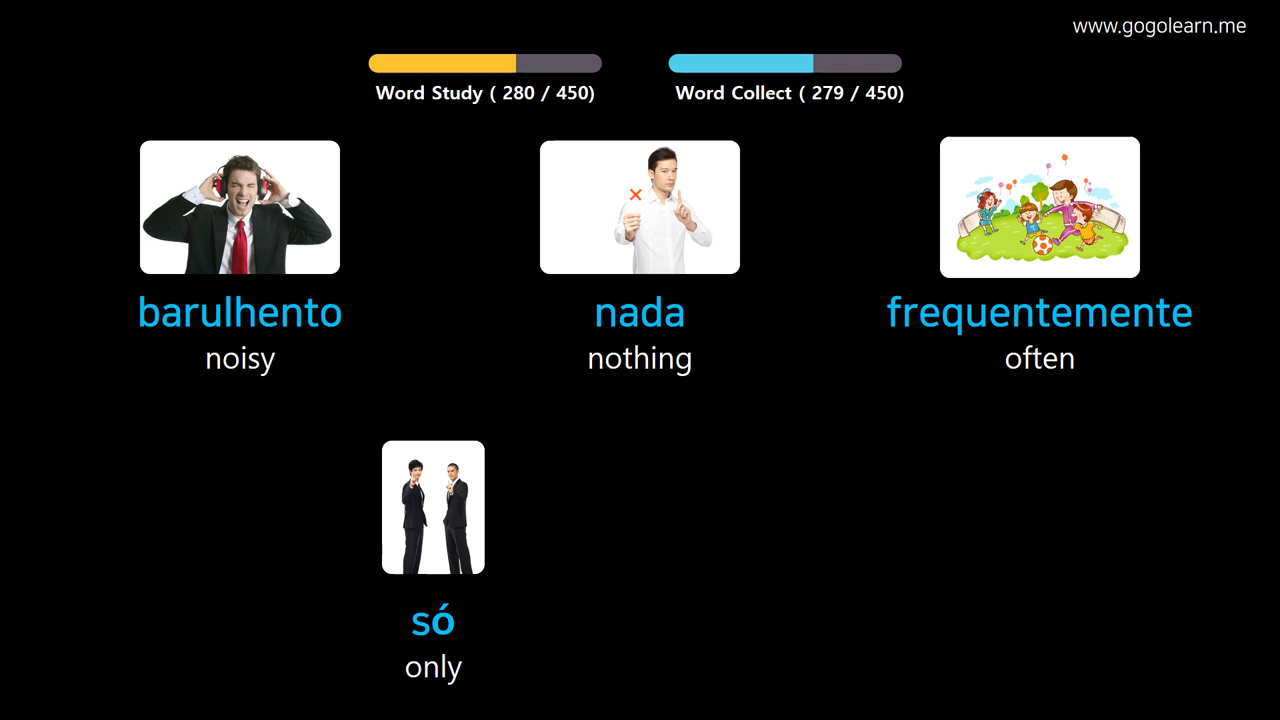 www.gogolearn.me
Word Study ( 280 / 450)
Word Collect ( 279 / 450)
barulhento
noisy
nada
nothing
frequentemente
often
só
only